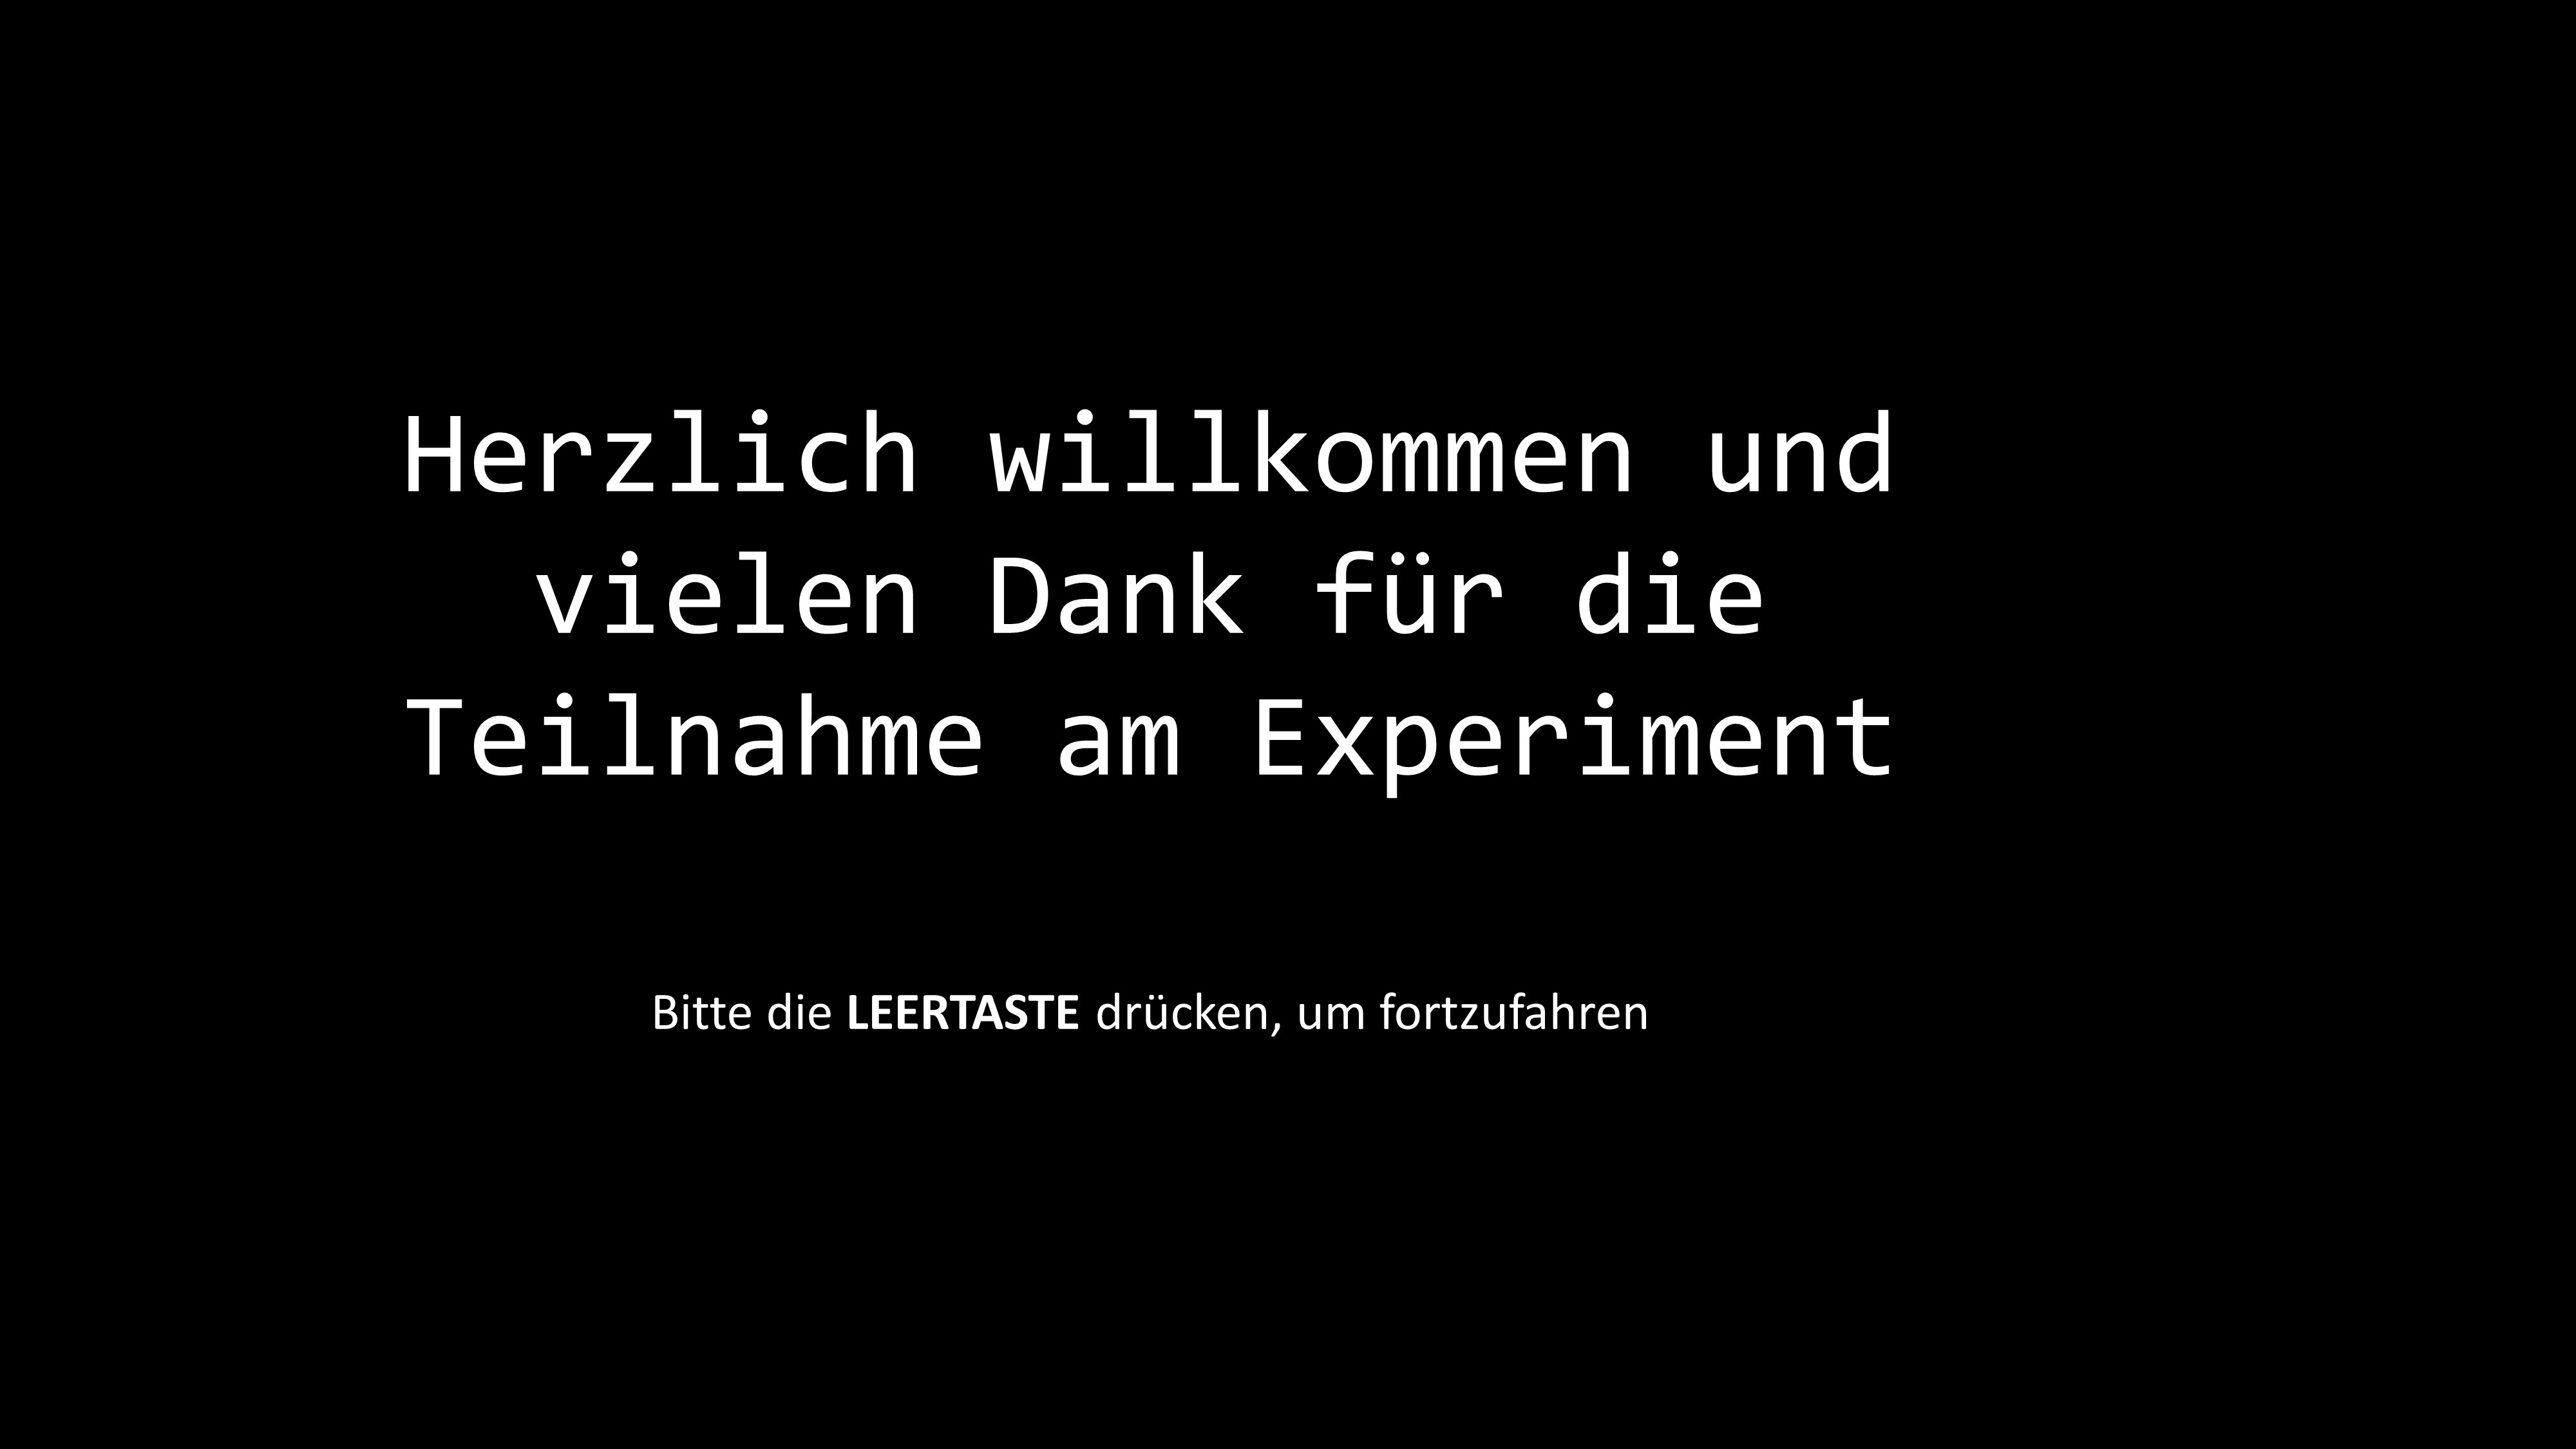 Herzlich willkommen und
vielen Dank für die
Teilnahme am Experiment
Bitte die LEERTASTE drücken, um fortzufahren